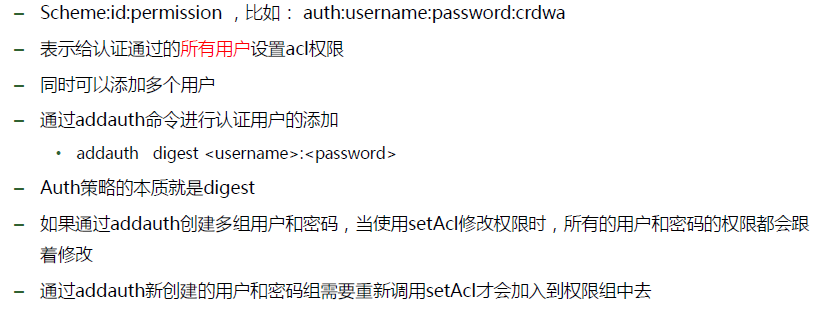 – Scheme:id:permission ，比如： auth:username:password:crdwa
– 表示给认证通过的所有用户设置acl权限
– 同时可以添加多个用户
– 通过addauth命令进行认证用户的添加
• addauth digest <username>:<password>
– Auth策略的本质就是digest
– 如果通过addauth创建多组用户和密码，当使用setAcl修改权限时，所有的用户和密码的权限都会跟
着修改
– 通过addauth新创建的用户和密码组需要重新调用setAcl才会加入到权限组中去